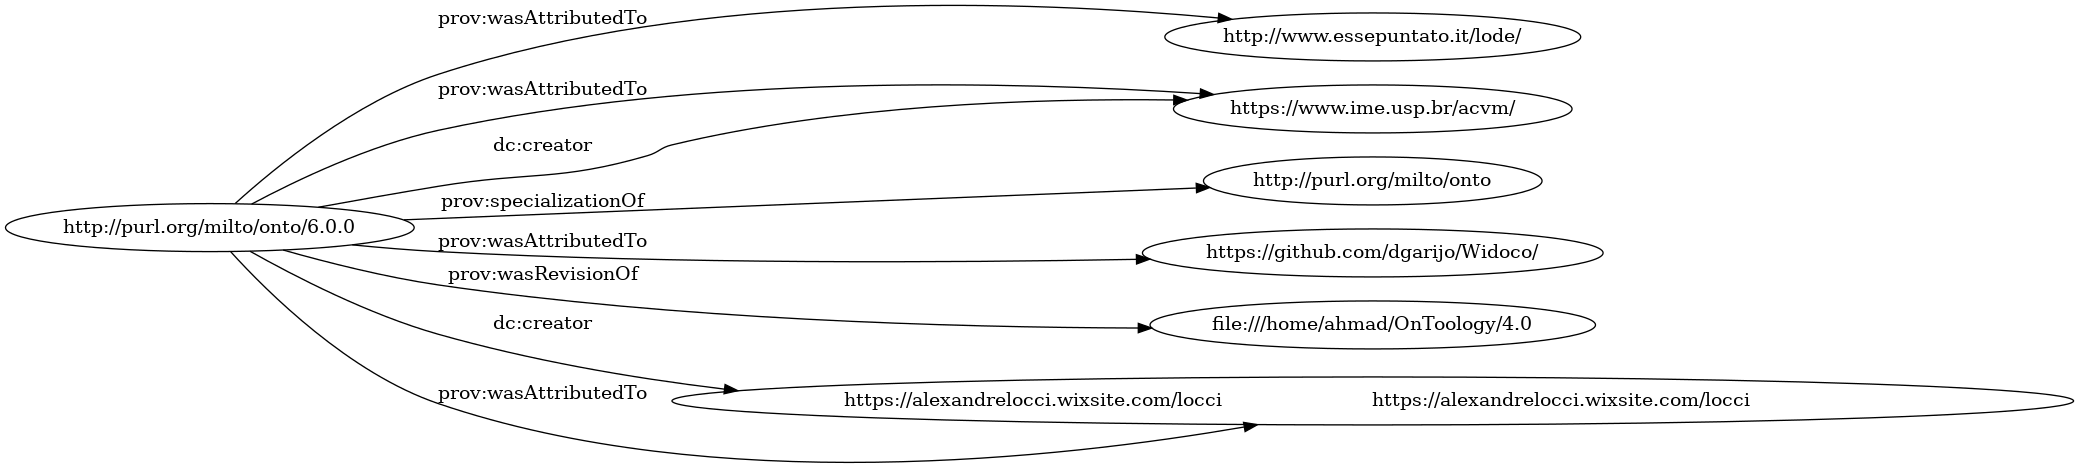 prov:wasAttributedTo
http://www.essepuntato.it/lode/
prov:wasAttributedTo
https://www.ime.usp.br/acvm/
dc:creator
http://purl.org/milto/onto
prov:specializationOf
http://purl.org/milto/onto/6.0.0
prov:wasAttributedTo
https://github.com/dgarijo/Widoco/
prov:wasRevisionOf
file:///home/ahmad/OnToology/4.0
dc:creator
prov:wasAttributedTo
https://alexandrelocci.wixsite.com/locci https://alexandrelocci.wixsite.com/locci